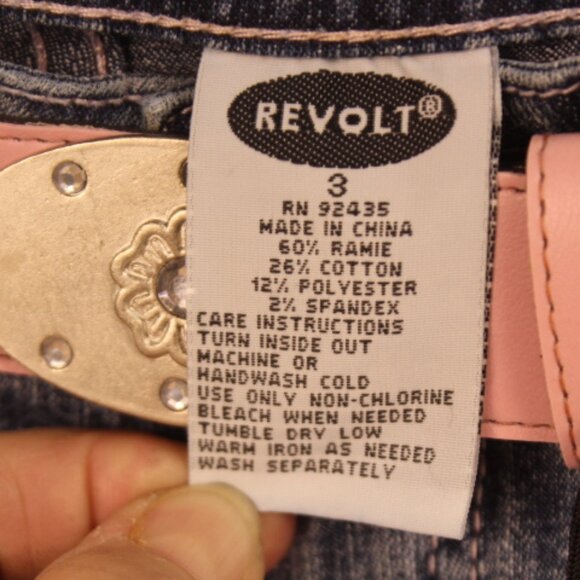 REVOLT®
3
RN 92435
MADE IN CHINA
60% RAMIE
26% COTTON
12% POLYESTER
2% SPANDEX
CARE INSTRUCTIONS
TURN INSIDE OUT
MACHINE OR
HANDWASH COLD
USE ONLY NON-CHLORINE
BLEACH WHEN NEEDED
TUMBLE DRY LOW
WARM IRON AS NEEDED
WASH SEPARATELY